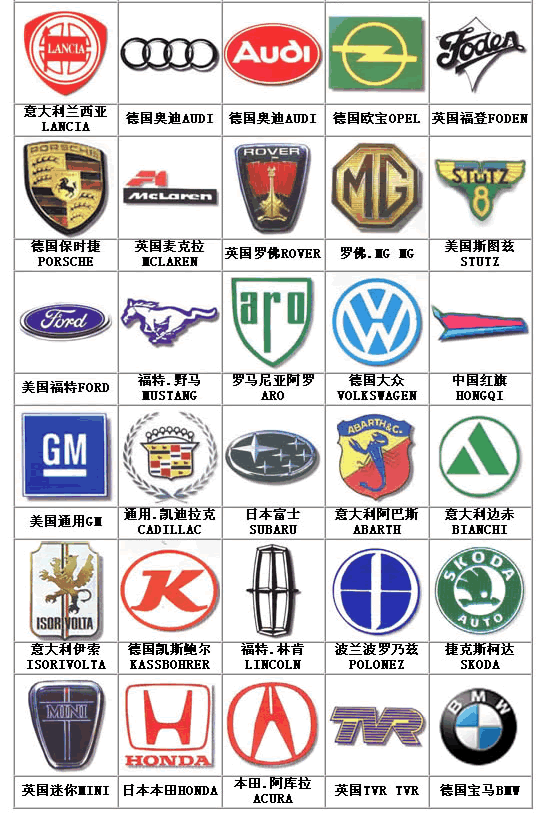 LANCIA
Audi
Foden
意大利兰西亚
LANCIA
德国奥迪AUDI
德国奥迪AUDI
德国欧宝OPEL
英国福登FODEN
PORSCHE
McLaren
ROVER
MG
STUTZ
8
德国保时捷
PORSCHE
英国麦克拉
MCLAREN
英国罗佛ROVER
罗佛.MG MG
美国斯图兹
STUTZ
Ford
aro
VW
美国福特FORD
福特.野马
MUSTANG
罗马尼亚阿罗
ARO
德国大众
VOLKSWAGEN
中国红旗
HONGQI
GM
ABARTH&C.
美国通用GM
通用.凯迪拉克
CADILLAC
日本富士
SUBARU
意大利阿巴斯
ABARTH
意大利边赤
BIANCHI
ISORIVOLTA
K
SKODA
AUTO
意大利伊索
ISORIVOLTA
德国凯斯鲍尔
KASSBOHRER
福特.林肯
LINCOLN
波兰波罗乃兹
POLONEZ
捷克斯柯达
SKODA
MINI
HONDA
TVR
BMW
英国迷你MINI
日本本田HONDA
本田.阿库拉
ACURA
英国TVR TVR
德国宝马BMW